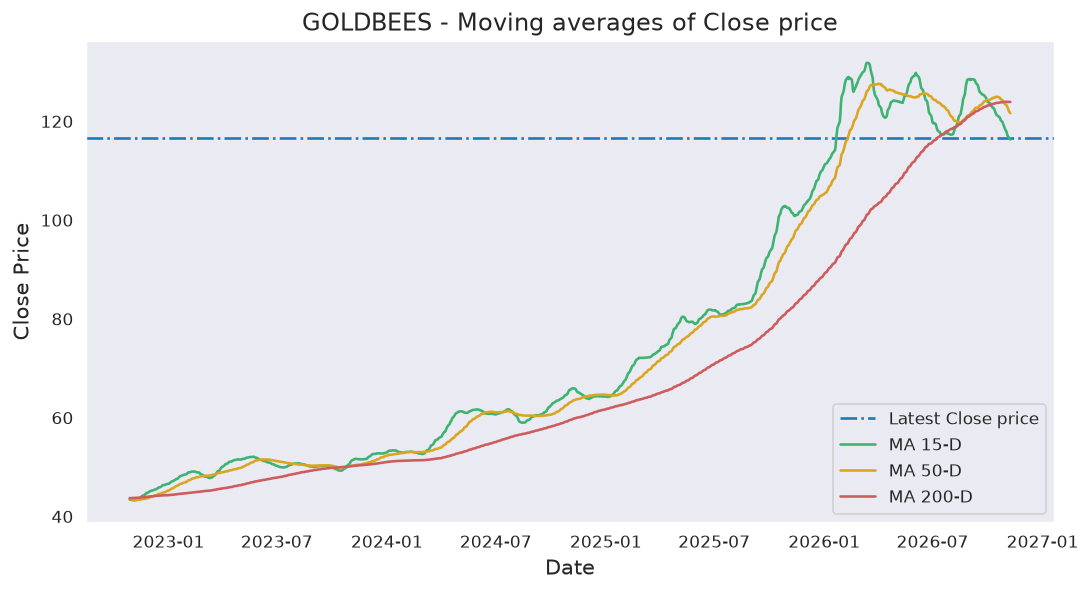 GOLDBEES - Moving averages of Close price
Close Price
120
100
80
60
40
Latest Close price
MA 15-D
MA 50-D
MA 200-D
2023-01 2023-07 2024-01 2024-07 2025-01 2025-07 2026-01 2026-07 2027-01
Date